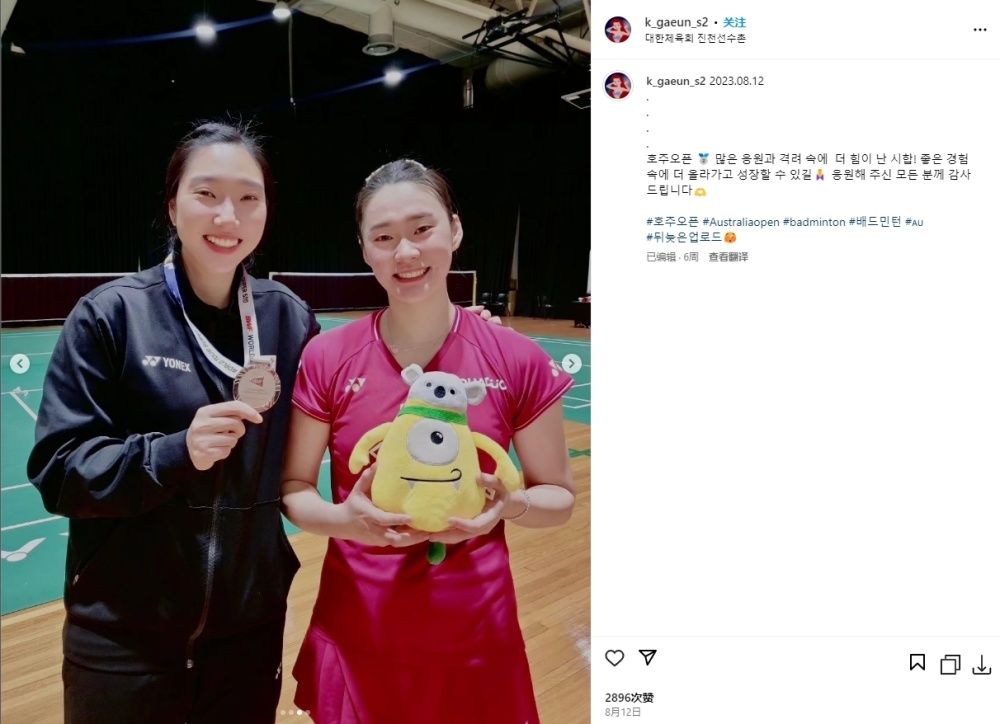 k_gaeun_s2 • 关注
대한체육회 진천선수촌
k_gaeun_s2 2023.08.12
.
.
.
.
호주오픈 🥈 많은 응원과 격려 속에 더 힘이 난 시합! 좋은 경험
속에 더 올라가고 성장할 수 있길🧘‍♀️ 응원해 주신 모든 분께 감사
드립니다🫶
#호주오픈 #Australiaopen #badminton #배드민턴 #ᴀᴜ
#뒤늦은업로드🥵
已编辑 · 6周 查看翻译
YONEX
2896次赞
8月12日